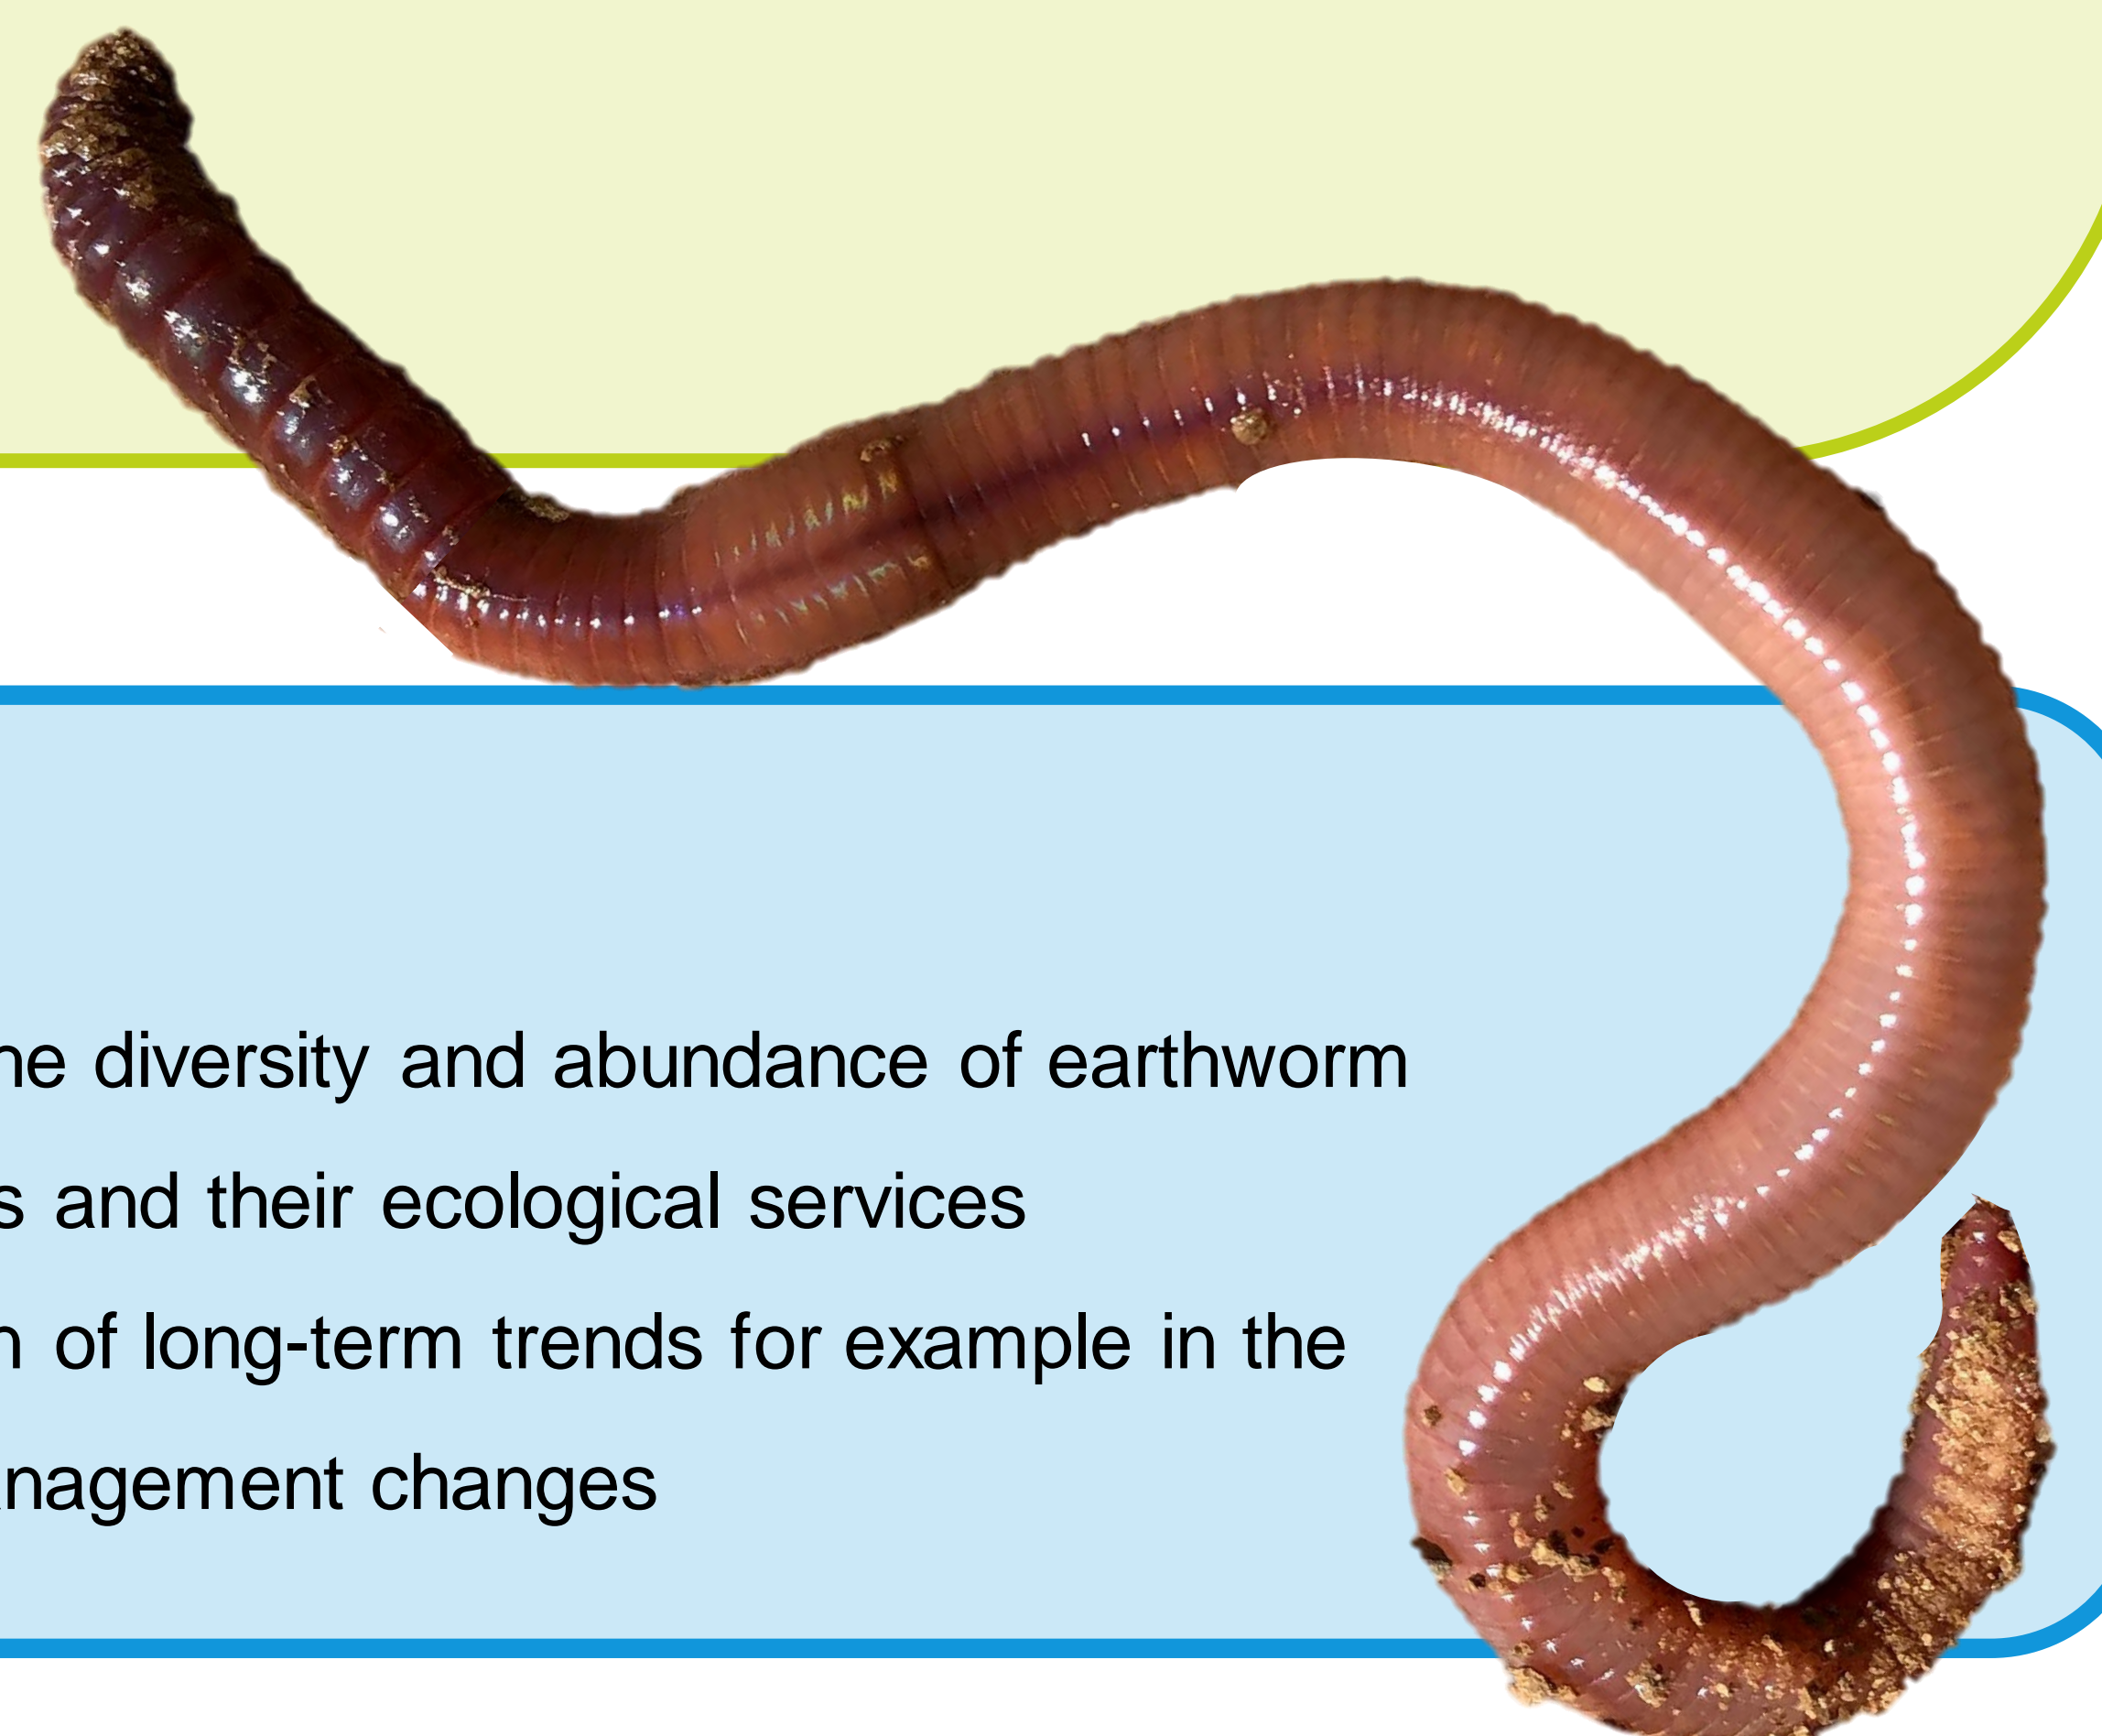 he diversity and abundance of earthworm
s and their ecological services
n of long-term trends for example in the
nagement changes